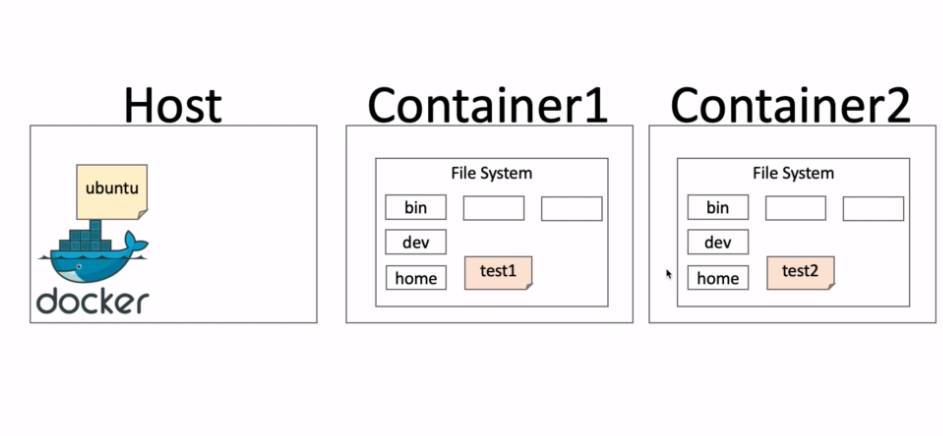 Host
ubuntu
docker
Container1
File System
bin
dev
home
test1
Container2
File System
bin
dev
home
test2